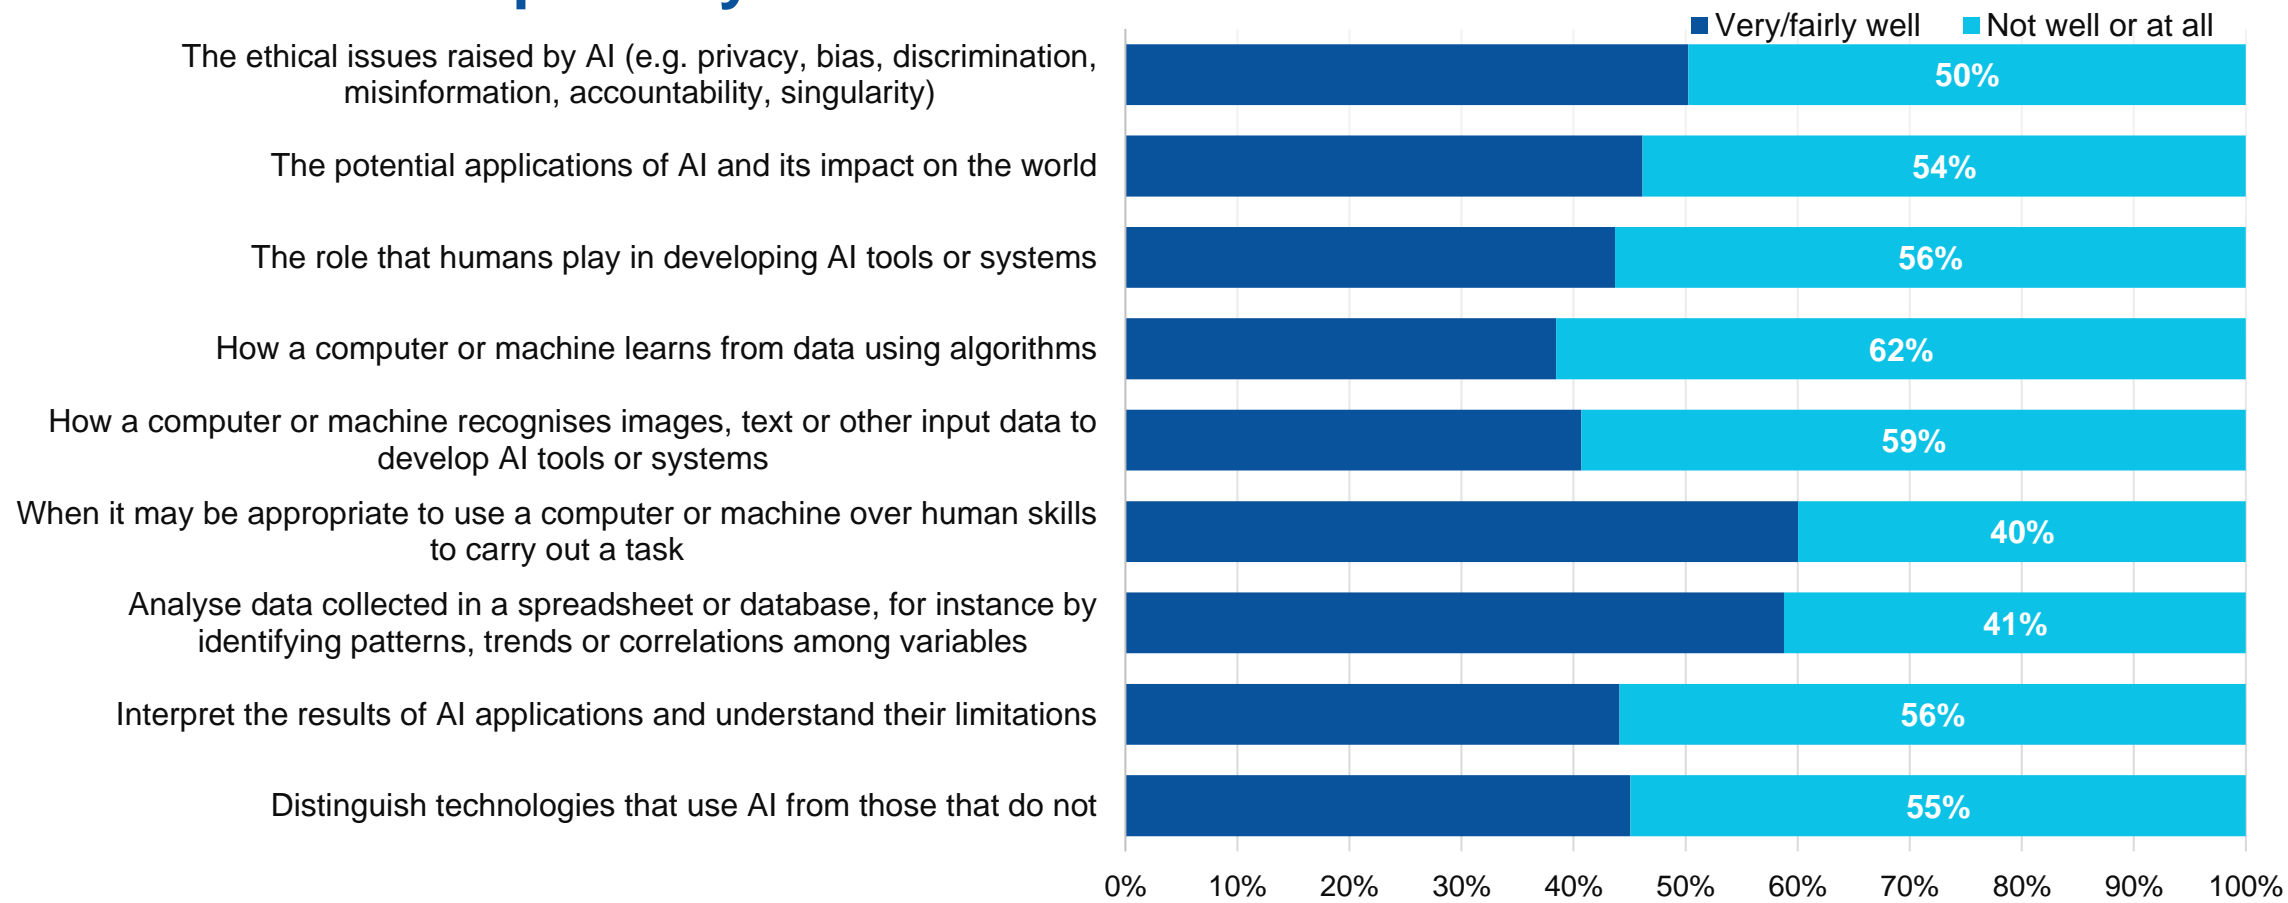 Very/fairly well
Not well or at all
The ethical issues raised by AI (e.g. privacy, bias, discrimination,
misinformation, accountability, singularity)
50%
The potential applications of AI and its impact on the world
54%
The role that humans play in developing AI tools or systems
56%
How a computer or machine learns from data using algorithms
62%
How a computer or machine recognises images, text or other input data to
develop AI tools or systems
59%
When it may be appropriate to use a computer or machine over human skills
to carry out a task
40%
Analyse data collected in a spreadsheet or database, for instance by
identifying patterns, trends or correlations among variables
41%
Interpret the results of AI applications and understand their limitations
56%
Distinguish technologies that use AI from those that do not
55%
0% 10% 20% 30% 40% 50% 60% 70% 80% 90% 100%